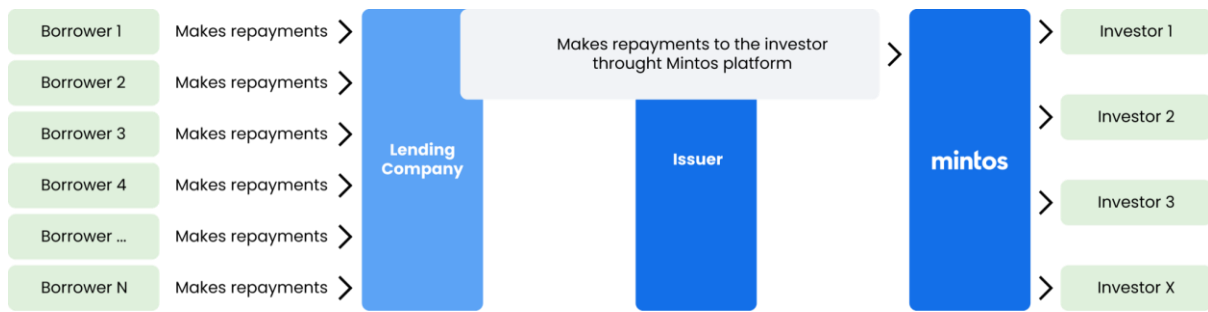 Borrower 1 Makes repayments
Borrower 2 Makes repayments
Borrower 3 Makes repayments
Borrower 4 Makes repayments
Borrower ... Makes repayments
Borrower N Makes repayments
Lending
Company
Makes repayments to the investor
throught Mintos platform
Issuer
mintos
Investor 1
Investor 2
Investor 3
Investor X